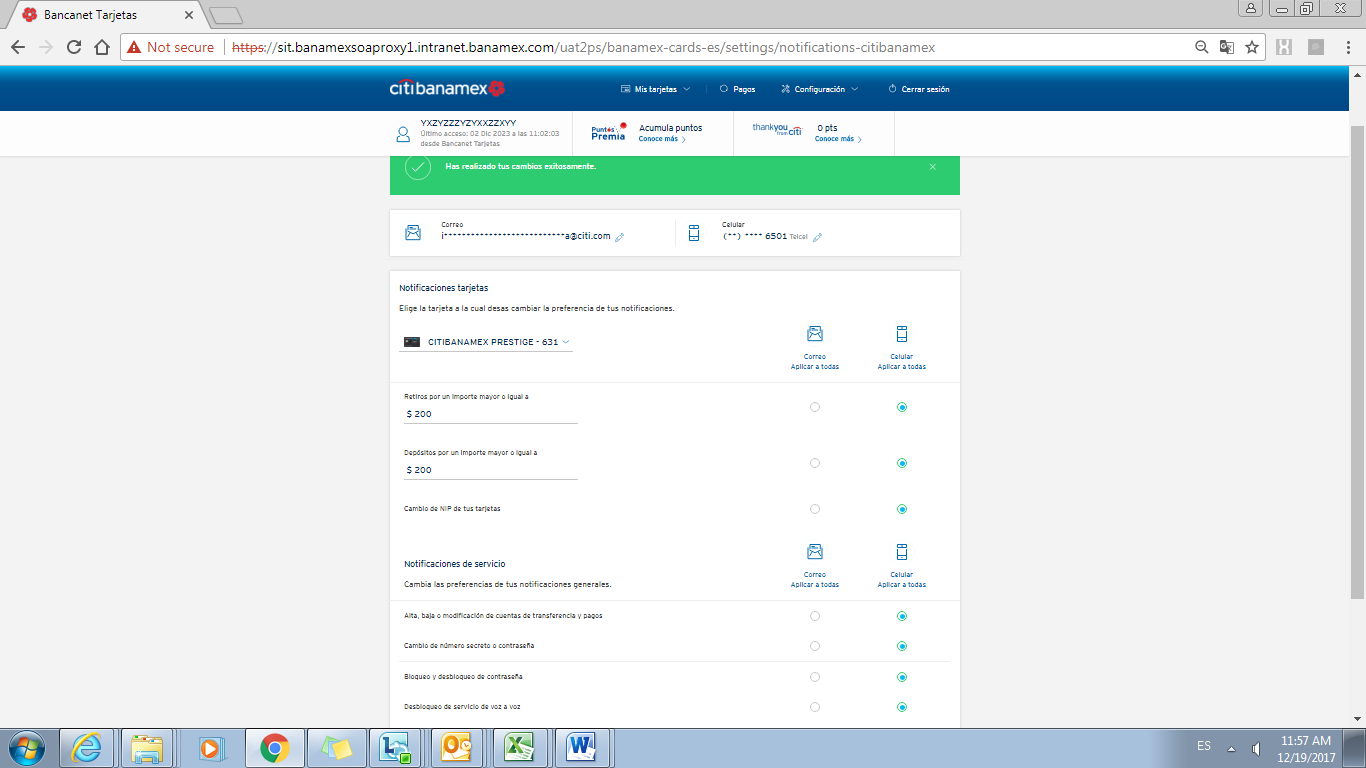 Bancanet Tarjetas
Not secure
https://sit.banamexsoaproxy1.intranet.banamex.com/uat2ps/banamex-cards-es/settings/notifications-citibanamex
citibanamex
Mis tarjetas
Pagos
Configuración
Cerrar sesión
YXZYZZZYZYXXZZXYY
Último acceso: 02 Dic 2023 a las 11:02:03
desde Bancanet Tarjetas
Puntos Premia
Acumula puntos
Conoce más
thankyou from citi
0 pts
Conoce más
Has realizado tus cambios exitosamente.
Correo
i****************************a@citi.com
Celular
(**) **** 6501 Telcel
Notificaciones tarjetas
Elige la tarjeta a la cual desas cambiar la preferencia de tus notificaciones.
CITIBANAMEX PRESTIGE - 631
Correo
Aplicar a todas
Celular
Aplicar a todas
Retiros por un importe mayor o igual a
$ 200
Depósitos por un importe mayor o igual a
$ 200
Cambio de NIP de tus tarjetas
Notificaciones de servicio
Cambia las preferencias de tus notificaciones generales.
Correo
Aplicar a todas
Celular
Aplicar a todas
Alta, baja o modificación de cuentas de transferencia y pagos
Cambio de número secreto o contraseña
Bloqueo y desbloqueo de contraseña
Desbloqueo de servicio de voz a voz
ES
11:57 AM
12/19/2017